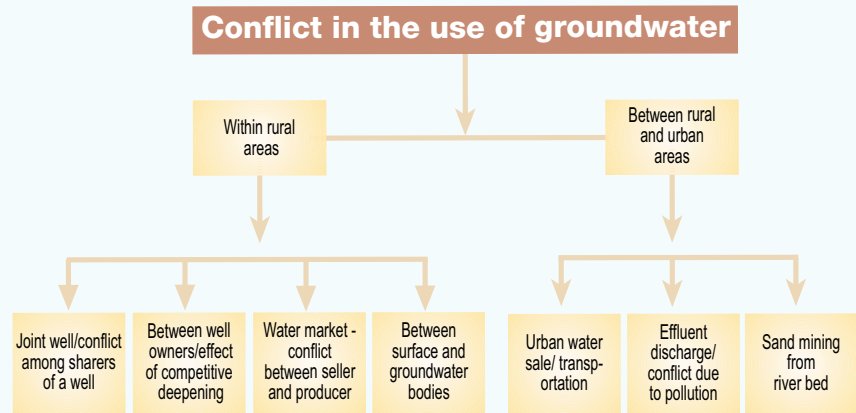 Conflict in the use of groundwater
Within rural
areas
Between rural
and urban
areas
Joint well/conflict
among sharers
of a well
Between well
owners/effect
of competitive
deepening
Water market -
conflict
between seller
and producer
Between
surface and
groundwater
bodies
Urban water
sale/ transp-
ortation
Effluent
discharge/
conflict due
to pollution
Sand mining
from
river bed